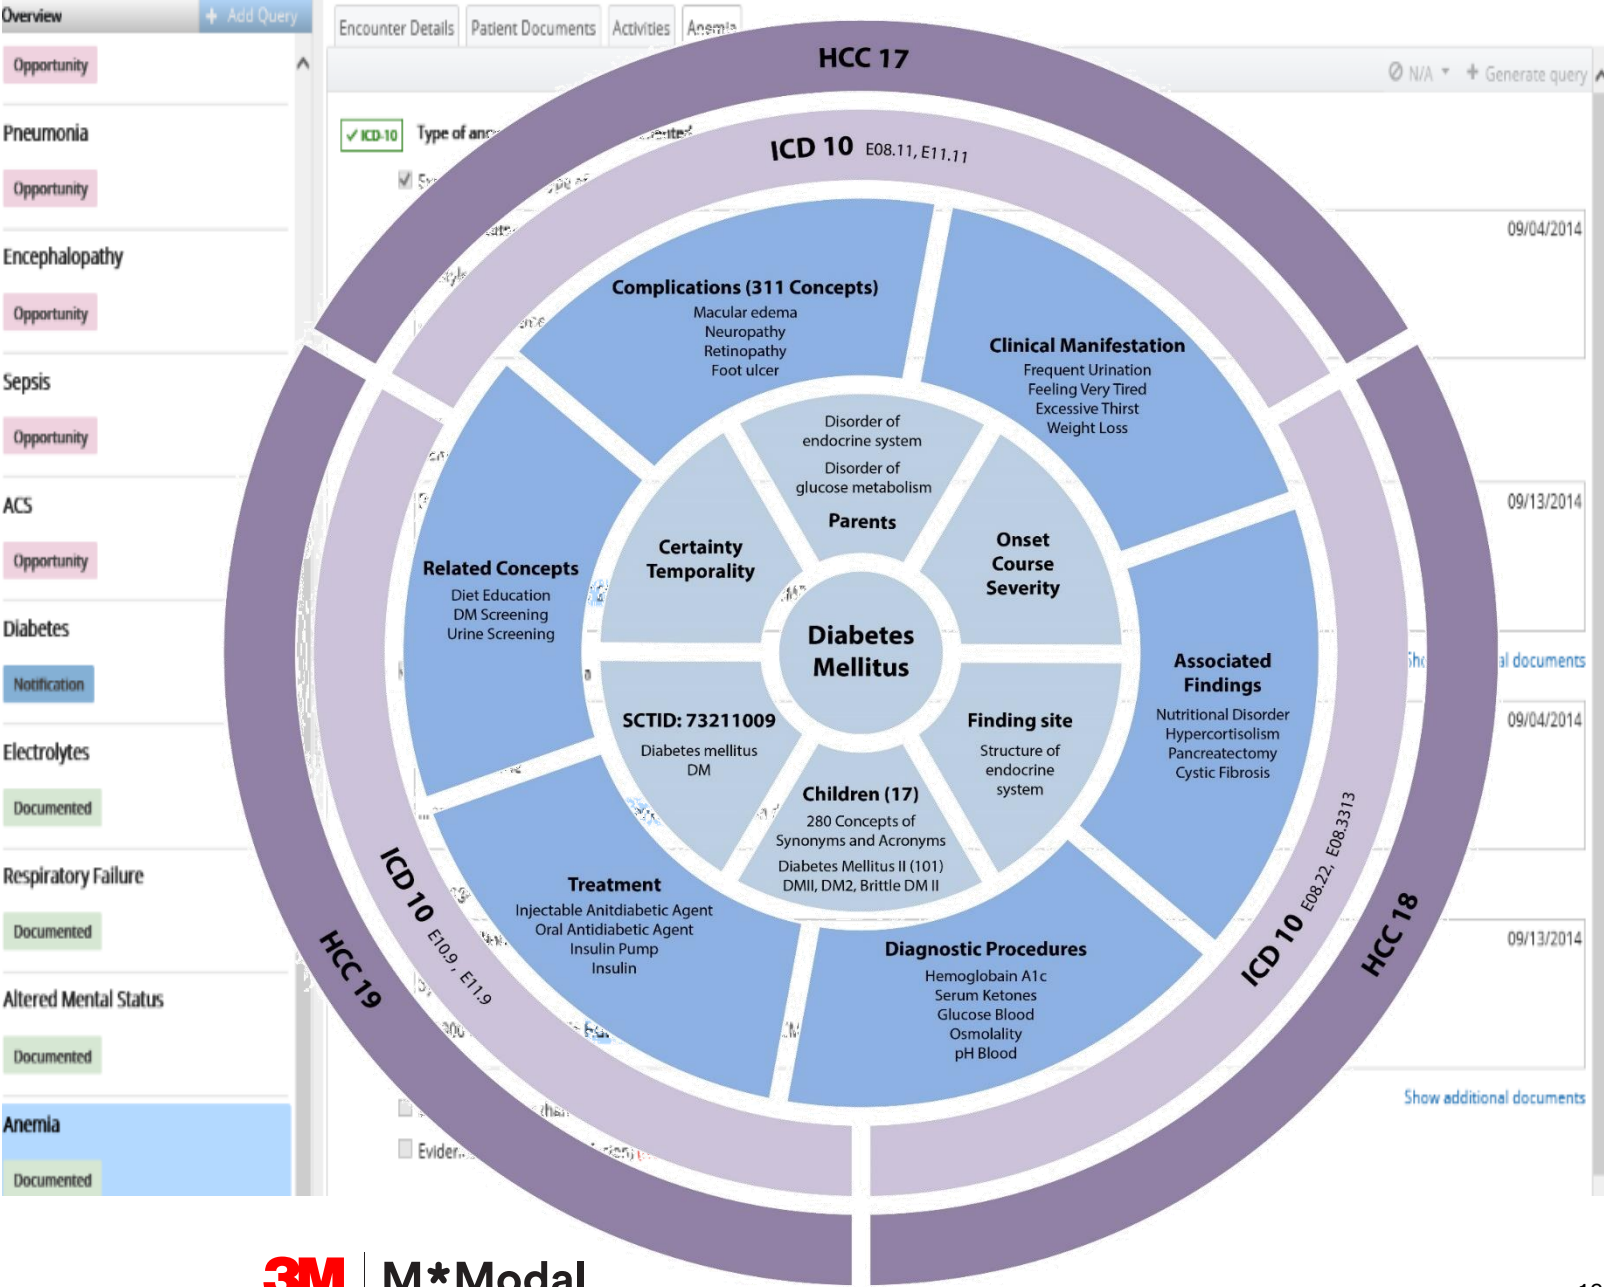 Overview
+ Add Query
Opportunity
Pneumonia
Opportunity
Encephalopathy
Opportunity
Sepsis
Opportunity
ACS
Opportunity
Diabetes
Notification
Electrolytes
Documented
Respiratory Failure
Documented
Altered Mental Status
Documented
Anemia
Documented
Encounter Details
Patient Documents
Activities
Anemia
N/A
+ Generate query
ICD-10
Type of
09/04/2014
09/13/2014
al documents
09/04/2014
09/13/2014
Show additional documents
HCC 17
ICD 10 E08.11, E11.11
Complications (311 Concepts)
Macular edema
Neuropathy
Retinopathy
Foot ulcer
Clinical Manifestation
Frequent Urination
Feeling Very Tired
Excessive Thirst
Weight Loss
Disorder of
endocrine system
Disorder of
glucose metabolism
Parents
Certainty
Temporality
Onset
Course
Severity
Related Concepts
Diet Education
DM Screening
Urine Screening
Diabetes
Mellitus
Associated
Findings
Nutritional Disorder
Hypercortisolism
Pancreatectomy
Cystic Fibrosis
SCTID: 73211009
Diabetes mellitus
DM
Finding site
Structure of
endocrine
system
Children (17)
280 Concepts of
Synonyms and Acronyms
Diabetes Mellitus II (101)
DMII, DM2, Brittle DM II
Treatment
Injectable Anitdiabetic Agent
Oral Antidiabetic Agent
Insulin Pump
Insulin
Diagnostic Procedures
Hemoglobain A1c
Serum Ketones
Glucose Blood
Osmolality
pH Blood
ICD 10 E10.9, E11.9
HCC 19
ICD 10 E08.22, E08.3313
HCC 18
3M | M*Modal